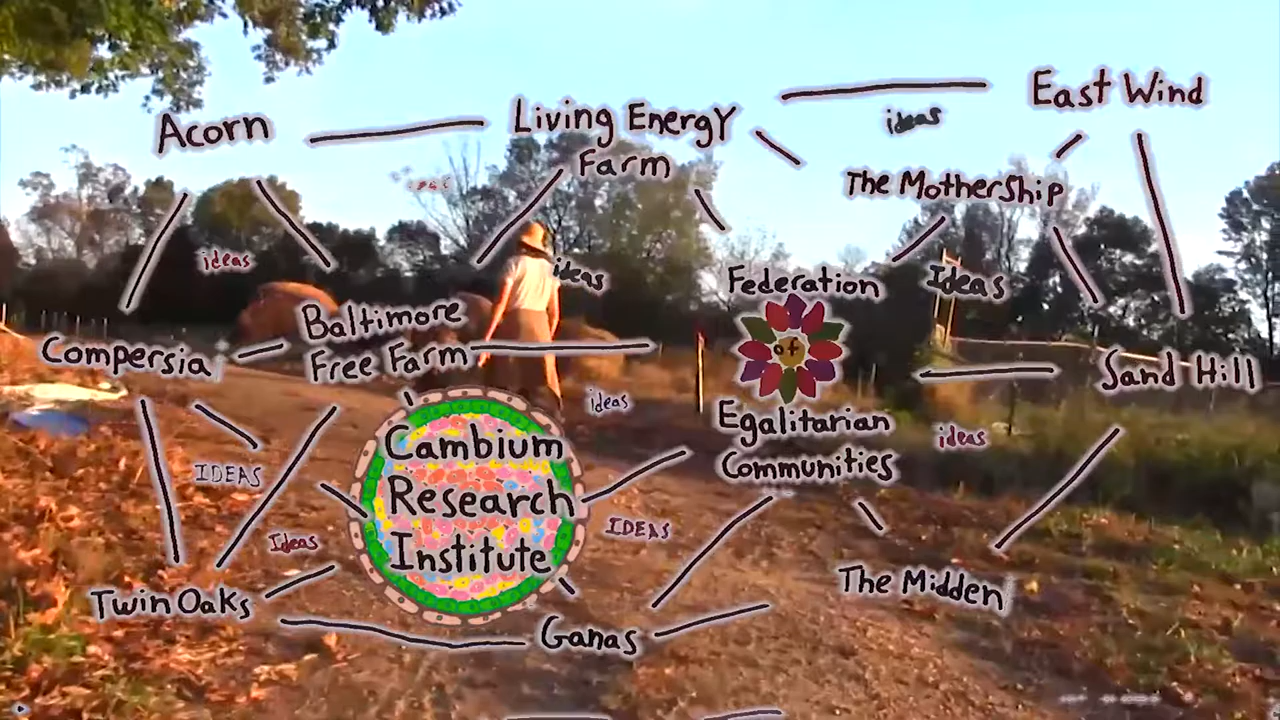 Acorn
Living Energy
Farm
East Wind
ideas
The Mothership
ideas
ideas
Ideas
Federation
of
Egalitarian
Communities
Baltimore
Free Farm
Compersia
Sand Hill
ideas
ideas
Cambium
Research
Institute
IDEAS
Ideas
IDEAS
Twin Oaks
Ganas
The Midden